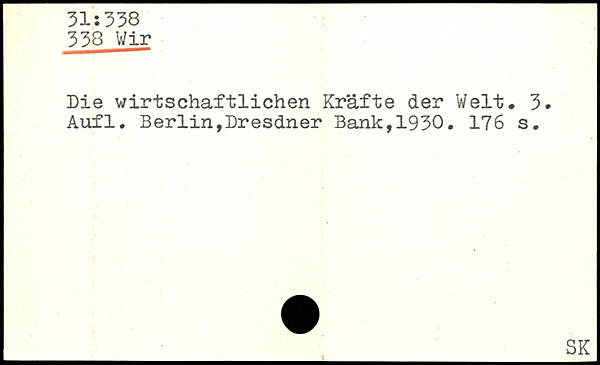 31:338
338 Wir
Die wirtschaftlichen Kräfte der Welt. 3.
Aufl. Berlin,Dresdner Bank,1930. 176 s.
SK